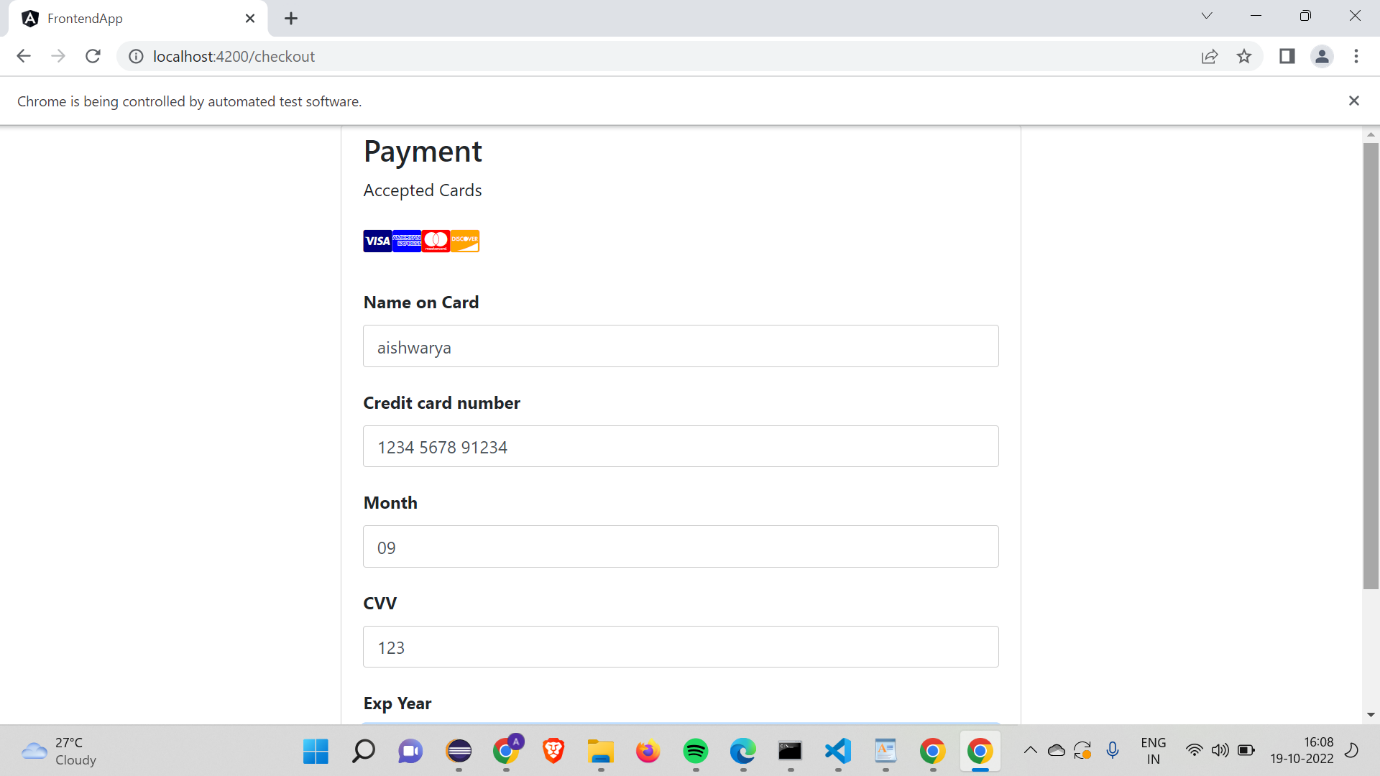 FrontendApp
localhost:4200/checkout
Chrome is being controlled by automated test software.
Payment
Accepted Cards
VISA
DISCOVER
Name on Card
aishwarya
Credit card number
1234 5678 91234
Month
09
CVV
123
Exp Year
27°C
Cloudy
A
ENG
IN
16:08
19-10-2022